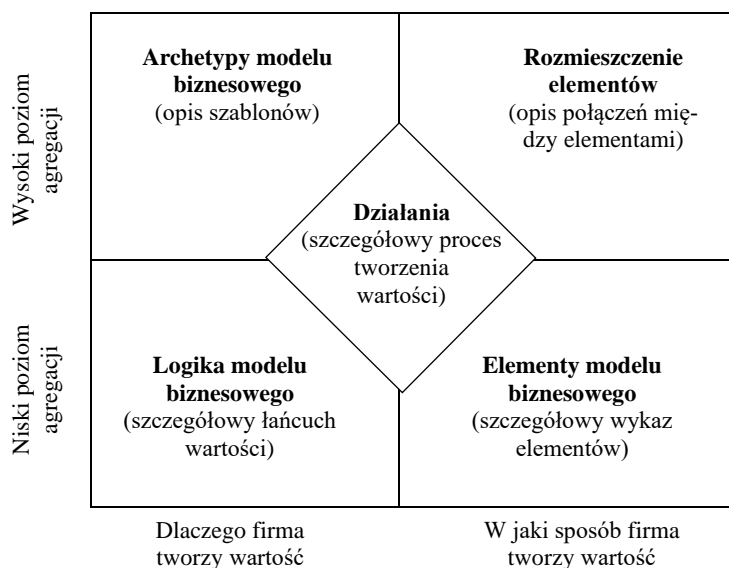 Wysoki poziom
agregacji
Archetypy modelu
biznesowego
(opis szablonów)
Rozmieszczenie
elementów
(opis połączeń mię-
dzy elementami)
Działania
(szczegółowy proces
tworzenia
wartości)
Niski poziom
agregacji
Logika modelu
biznesowego
(szczegółowy łańcuch
wartości)
Elementy modelu
biznesowego
(szczegółowy wykaz
elementów)
Dlaczego firma
tworzy wartość
W jaki sposób firma
tworzy wartość